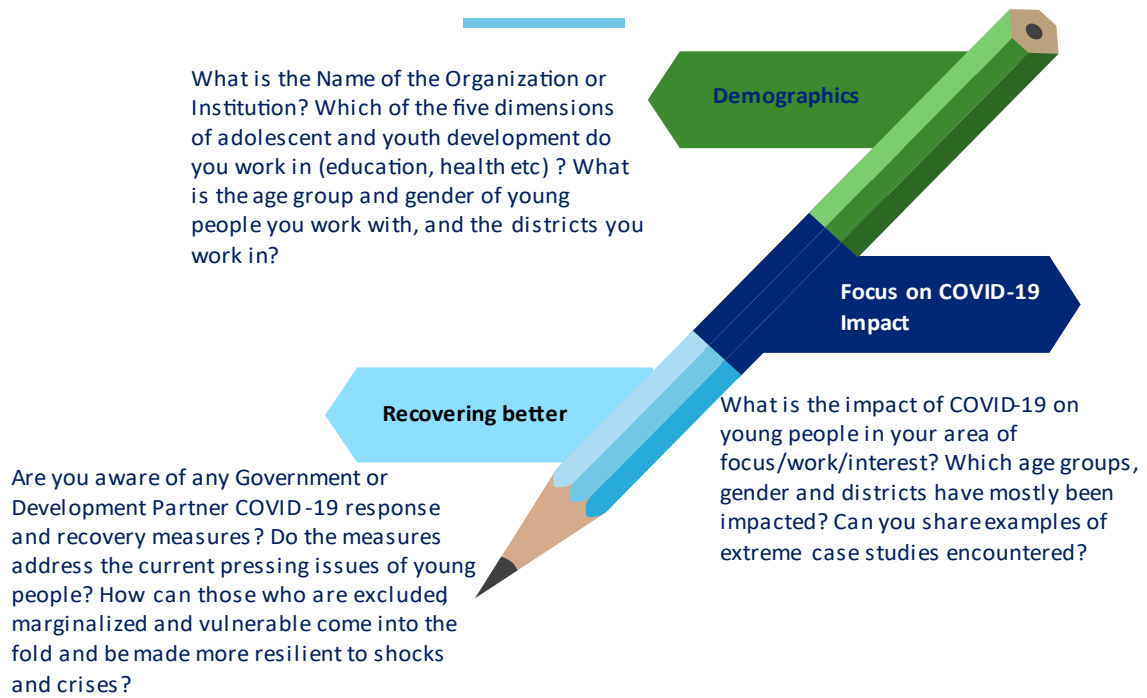 Demographics
What is the Name of the Organization or
Institution? Which of the five dimensions
of adolescent and youth development do
you work in (education, health etc) ? What
is the age group and gender of young
people you work with, and the districts you
work in?
Focus on COVID-19
Impact
What is the impact of COVID-19 on
young people in your area of
focus/work/interest? Which age groups,
gender and districts have mostly been
impacted? Can you share examples of
extreme case studies encountered?
Recovering better
Are you aware of any Government or
Development Partner COVID-19 response
and recovery measures? Do the measures
address the current pressing issues of young
people? How can those who are excluded,
marginalized and vulnerable come into the
fold and be made more resilient to shocks
and crises?